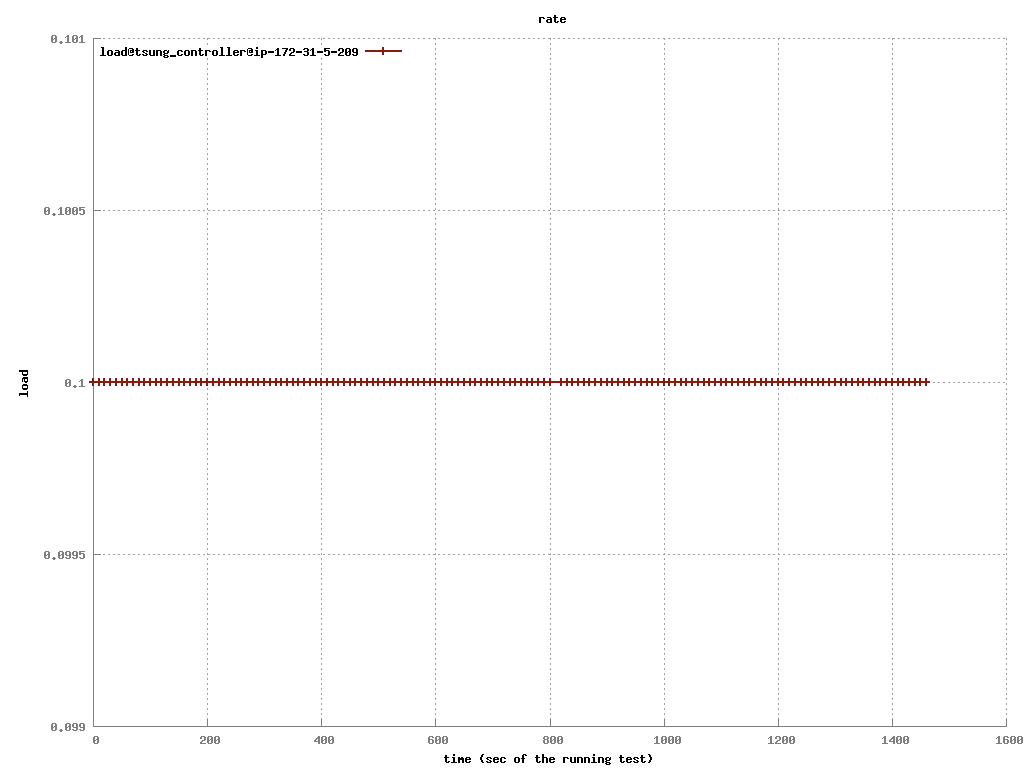 rate
load@tsung_controller@ip-172-31-5-209
0.101
0.1005
0.1
0.0995
0.099
load
0 200 400 600 800 1000 1200 1400 1600
time (sec of the running test)